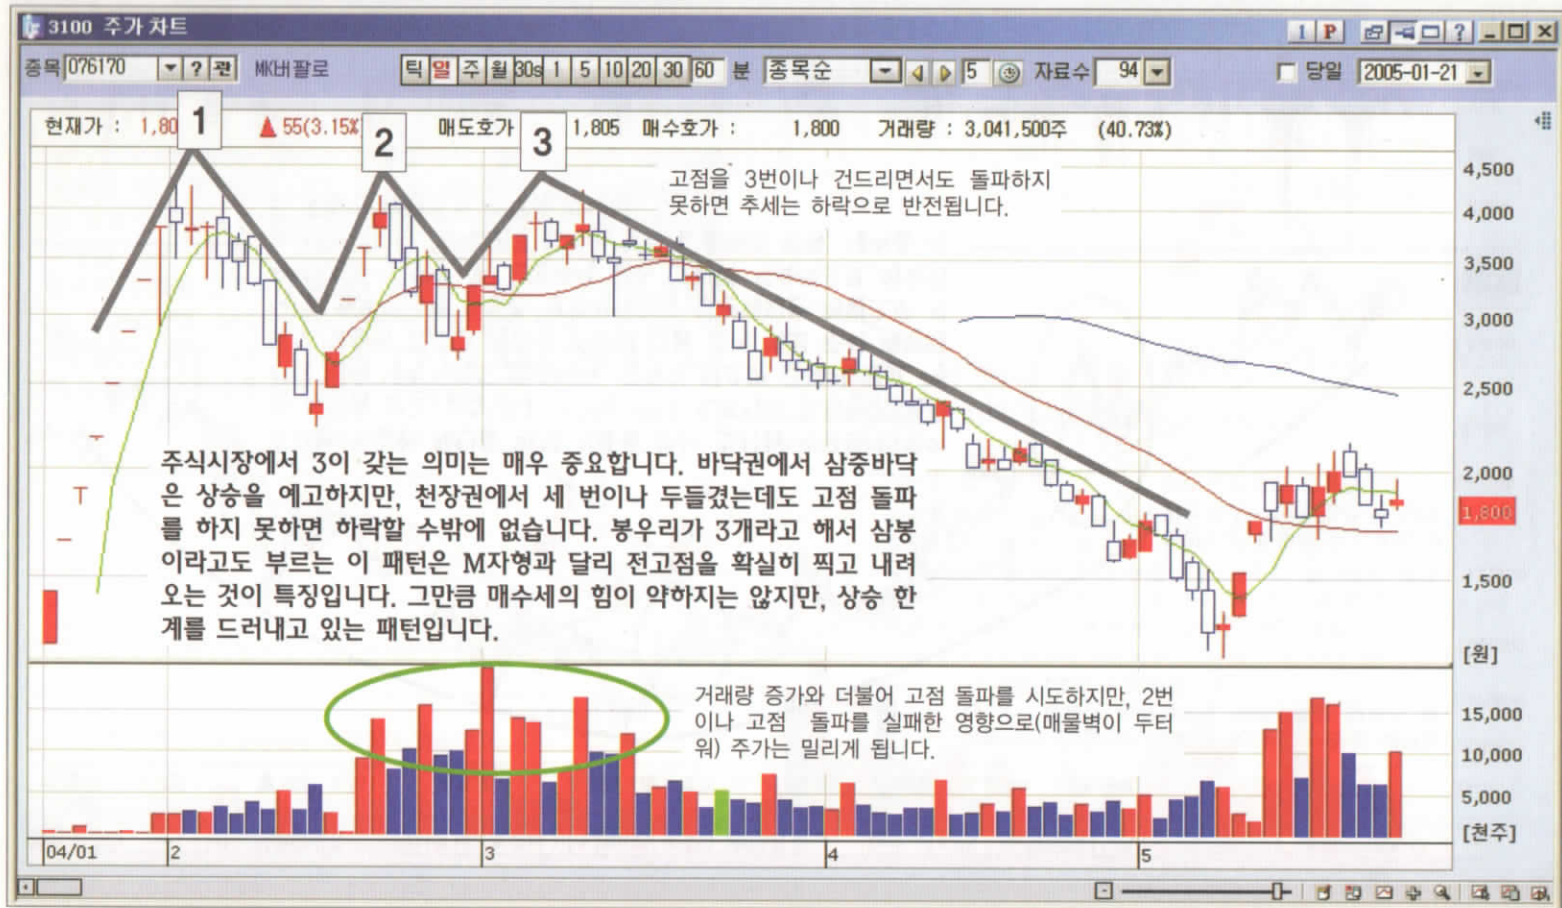 3100 주가차트
1 P ?
종목 076170 ? 관 MK버팔로 틱 일 주 월 30s 1 5 10 20 30 60 분 종목순 5 자료수 94 당일 2005-01-21
현재가 : 1,80 ▲ 55(3.15% 매도호가 1,805 매수호가 : 1,800 거래량 : 3,041,500주 (40.73%)
1
2
3
고점을 3번이나 건드리면서도 돌파하지
못하면 추세는 하락으로 반전됩니다.
4,500
4,000
3,500
3,000
2,500
2,000
1,800
1,500
[원]
주식시장에서 3이 갖는 의미는 매우 중요합니다. 바닥권에서 삼중바닥
은 상승을 예고하지만, 천장권에서 세 번이나 두들겼는데도 고점 돌파
를 하지 못하면 하락할 수밖에 없습니다. 봉우리가 3개라고 해서 삼봉
이라고도 부르는 이 패턴은 M자형과 달리 전고점을 확실히 찍고 내려
오는 것이 특징입니다. 그만큼 매수세의 힘이 약하지는 않지만, 상승 한
계를 드러내고 있는 패턴입니다.
거래량 증가와 더불어 고점 돌파를 시도하지만, 2번
이나 고점 돌파를 실패한 영향으로(매물벽이 두터
워) 주가는 밀리게 됩니다.
15,000
10,000
5,000
[천주]
04/01 2 3 4 5